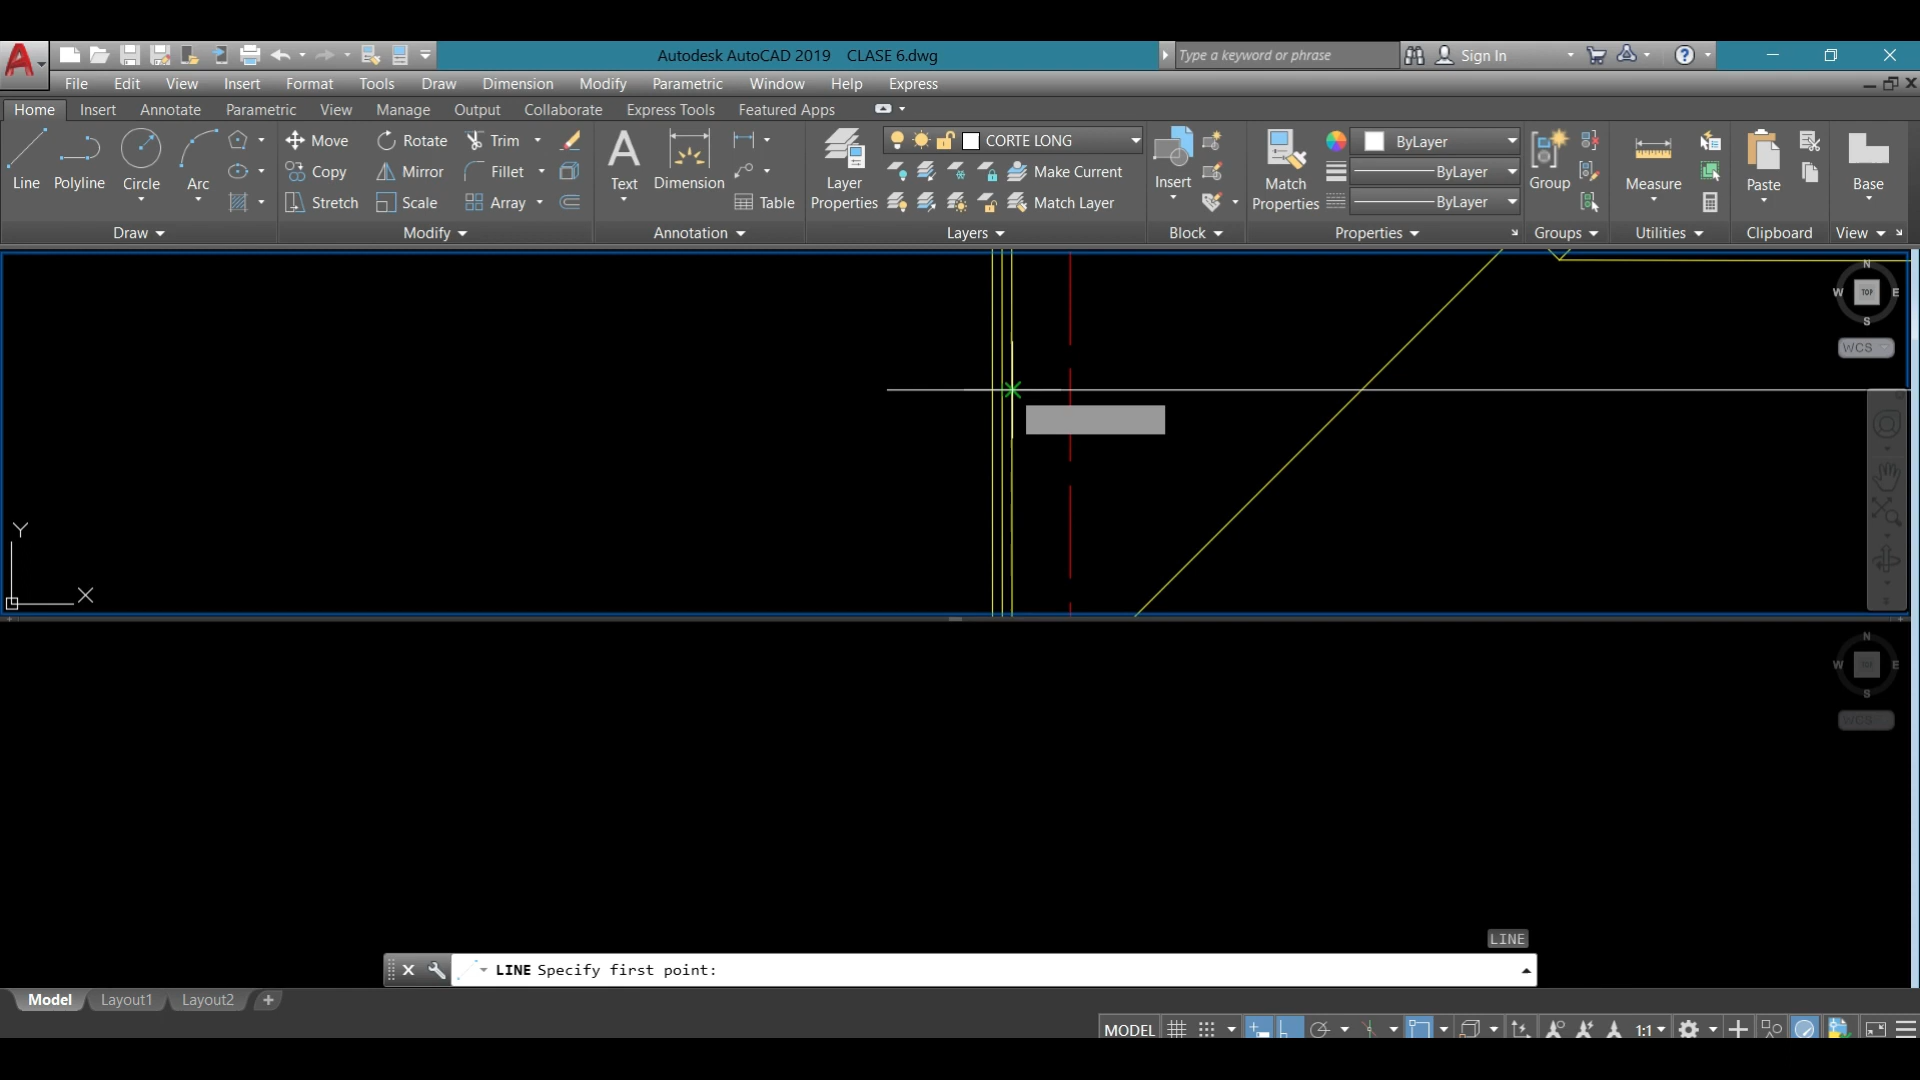 Autodesk AutoCAD 2019 CLASE 6.dwg
Type a keyword or phrase
Sign In
File Edit View Insert Format Tools Draw Dimension Modify Parametric Window Help Express
Home Insert Annotate Parametric View Manage Output Collaborate Express Tools Featured Apps
Move Rotate Trim CORTE LONG ByLayer
Copy Mirror Fillet Make Current ByLayer
Line Polyline Circle Arc Text Dimension Layer Properties Insert Match Properties Group Measure Paste Base
Stretch Scale Array Table Match Layer ByLayer
Draw Modify Annotation Layers Block Properties Groups Utilities Clipboard View
N
W TOP E
S
WCS
Y
X
N
W TOP E
S
WCS
LINE
LINE Specify first point:
Model Layout1 Layout2
MODEL 1:1